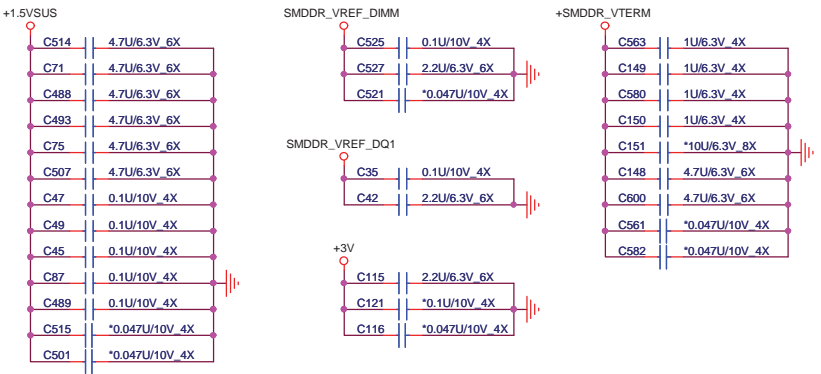 +1.5VSUS
C514 4.7U/6.3V_6X
C71 4.7U/6.3V_6X
C488 4.7U/6.3V_6X
C493 4.7U/6.3V_6X
C75 4.7U/6.3V_6X
C507 4.7U/6.3V_6X
C47 0.1U/10V_4X
C49 0.1U/10V_4X
C45 0.1U/10V_4X
C87 0.1U/10V_4X
C489 0.1U/10V_4X
C515 *0.047U/10V_4X
C501 *0.047U/10V_4X
SMDDR_VREF_DIMM
C525 0.1U/10V_4X
C527 2.2U/6.3V_6X
C521 *0.047U/10V_4X
SMDDR_VREF_DQ1
C35 0.1U/10V_4X
C42 2.2U/6.3V_6X
+3V
C115 2.2U/6.3V_6X
C121 *0.1U/10V_4X
C116 *0.047U/10V_4X
+SMDDR_VTERM
C563 1U/6.3V_4X
C149 1U/6.3V_4X
C580 1U/6.3V_4X
C150 1U/6.3V_4X
C151 *10U/6.3V_8X
C148 4.7U/6.3V_6X
C600 4.7U/6.3V_6X
C561 *0.047U/10V_4X
C582 *0.047U/10V_4X